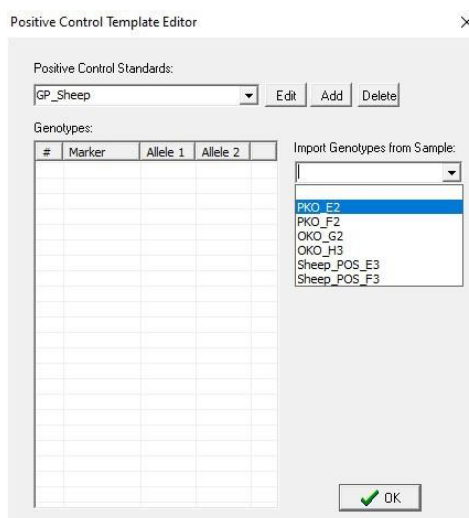 Positive Control Template Editor
Positive Control Standards:
GP_Sheep
Edit
Add
Delete
Genotypes:
# Marker Allele 1 Allele 2
Import Genotypes from Sample:
PKO_E2
PKO_F2
OKO_G2
OKO_H3
Sheep_POS_E3
Sheep_POS_F3
OK